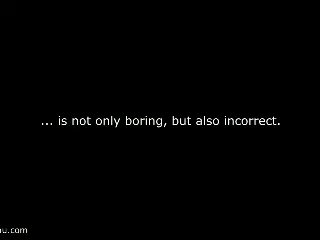 ... is not only boring, but also incorrect.